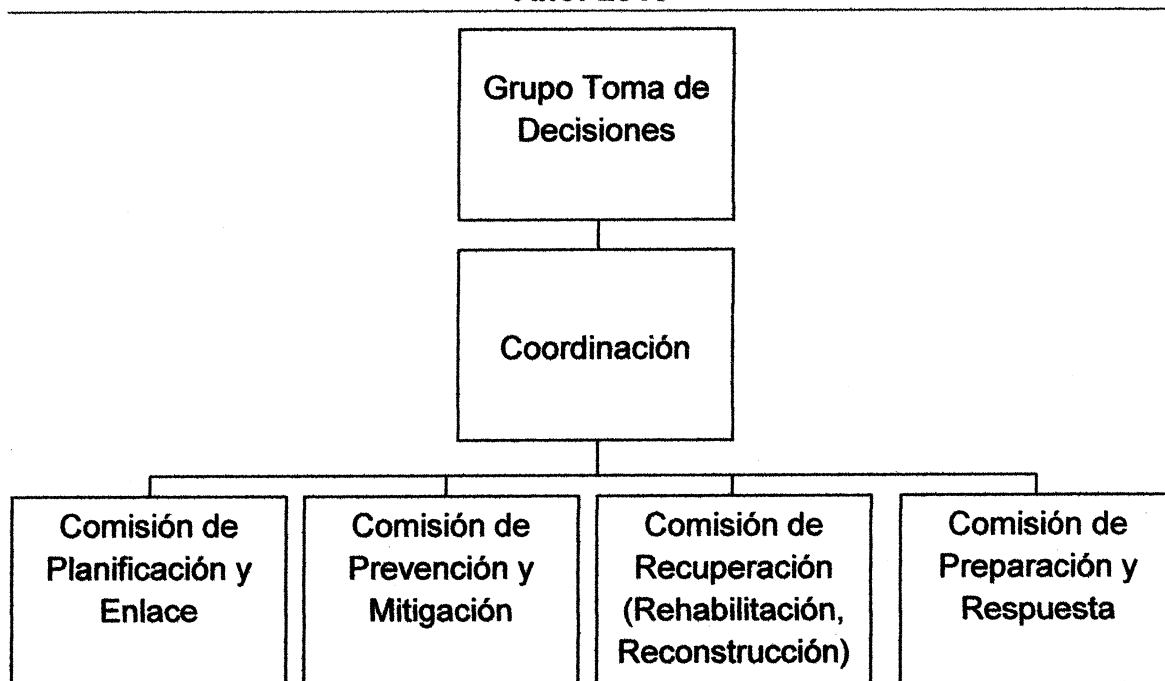 Grupo Toma de
Decisiones
Coordinación
Comisión de
Planificación y
Enlace
Comisión de
Prevención y
Mitigación
Comisión de
Recuperación
(Rehabilitación,
Reconstrucción)
Comisión de
Preparación y
Respuesta